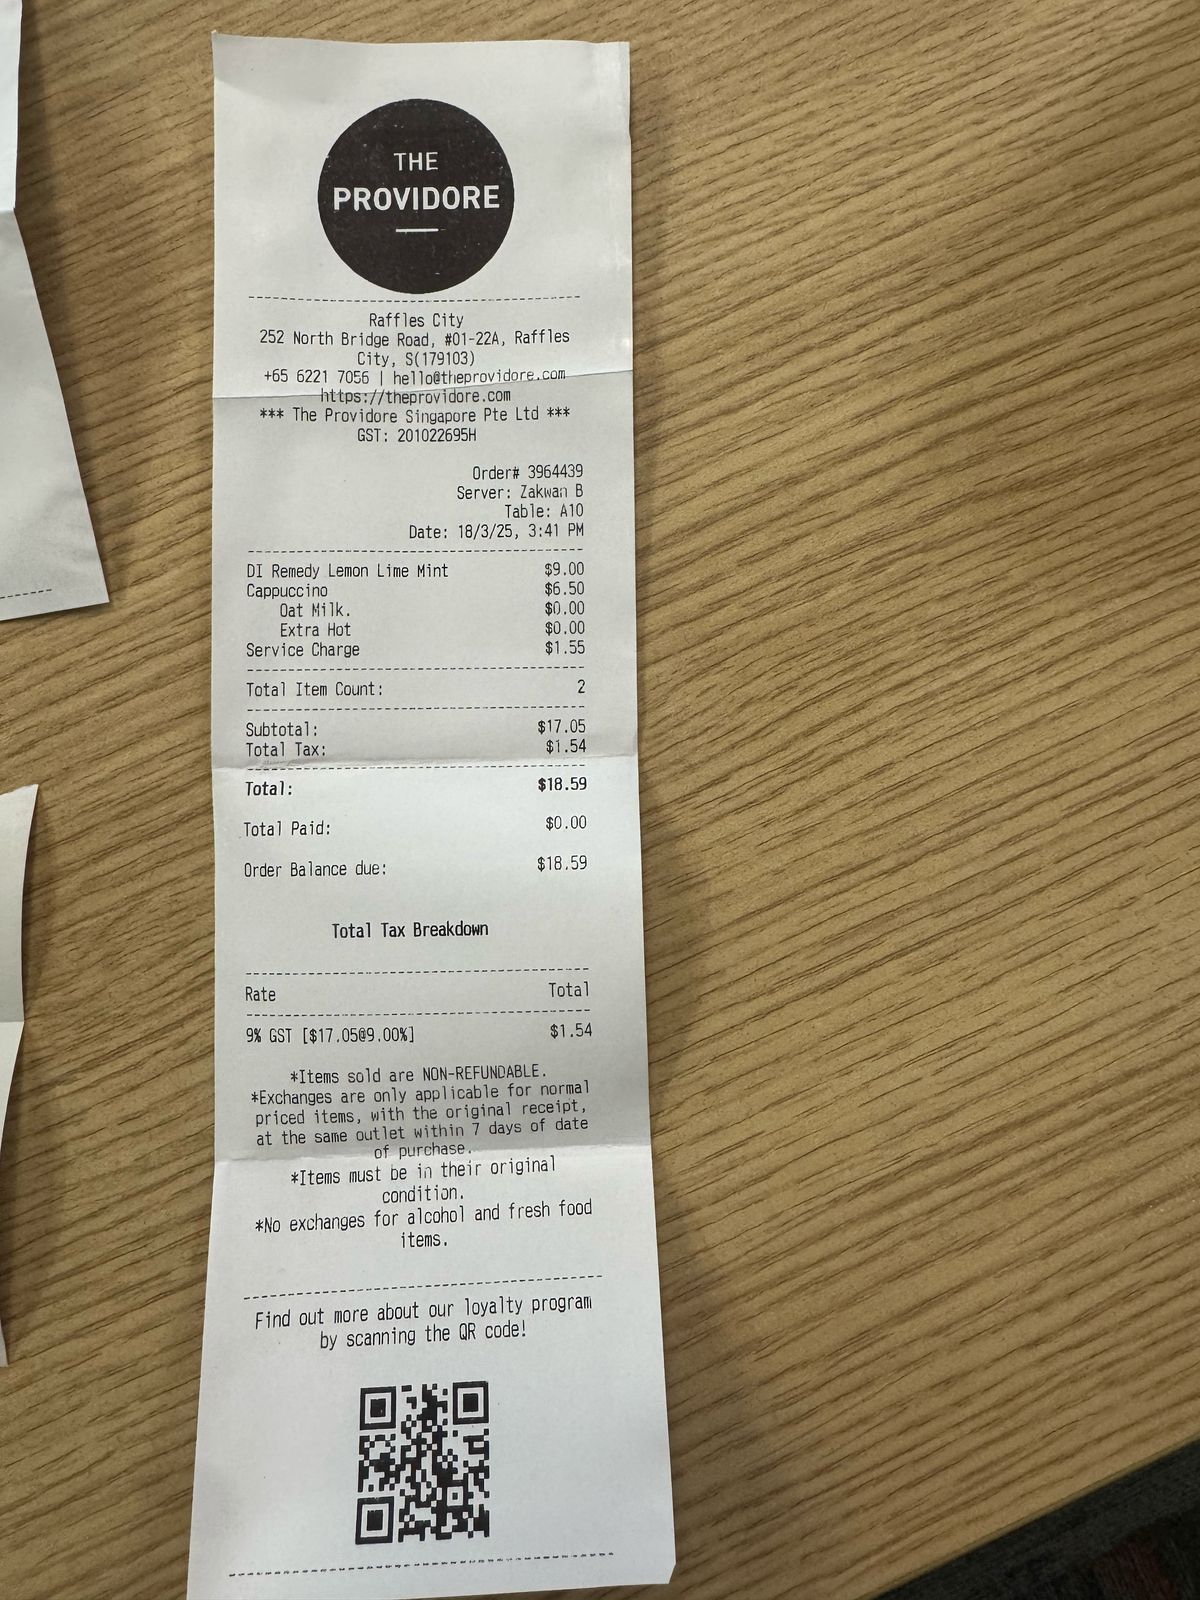 THE
PROVIDORE
Raffles City
252 North Bridge Road, #01-22A, Raffles
City, S(179103)
+65 6221 7056 | hello@theprovidore.com
https://theprovidore.com
*** The Providore Singapore Pte Ltd ***
GST: 201022695H
Order# 3964439
Server: Zakwan B
Table: A10
Date: 18/3/25, 3:41 PM
DI Remedy Lemon Lime Mint $9.00
Cappuccino $6.50
Oat Milk. $0.00
Extra Hot $0.00
Service Charge $1.55
Total Item Count: 2
Subtotal: $17.05
Total Tax: $1.54
Total: $18.59
Total Paid: $0.00
Order Balance due: $18.59
Total Tax Breakdown
Rate Total
9% GST [$17.05@9.00%] $1.54
*Items sold are NON-REFUNDABLE.
*Exchanges are only applicable for normal
priced items, with the original receipt,
at the same outlet within 7 days of date
of purchase.
*Items must be in their original
condition.
*No exchanges for alcohol and fresh food
items.
Find out more about our loyalty program
by scanning the QR code!